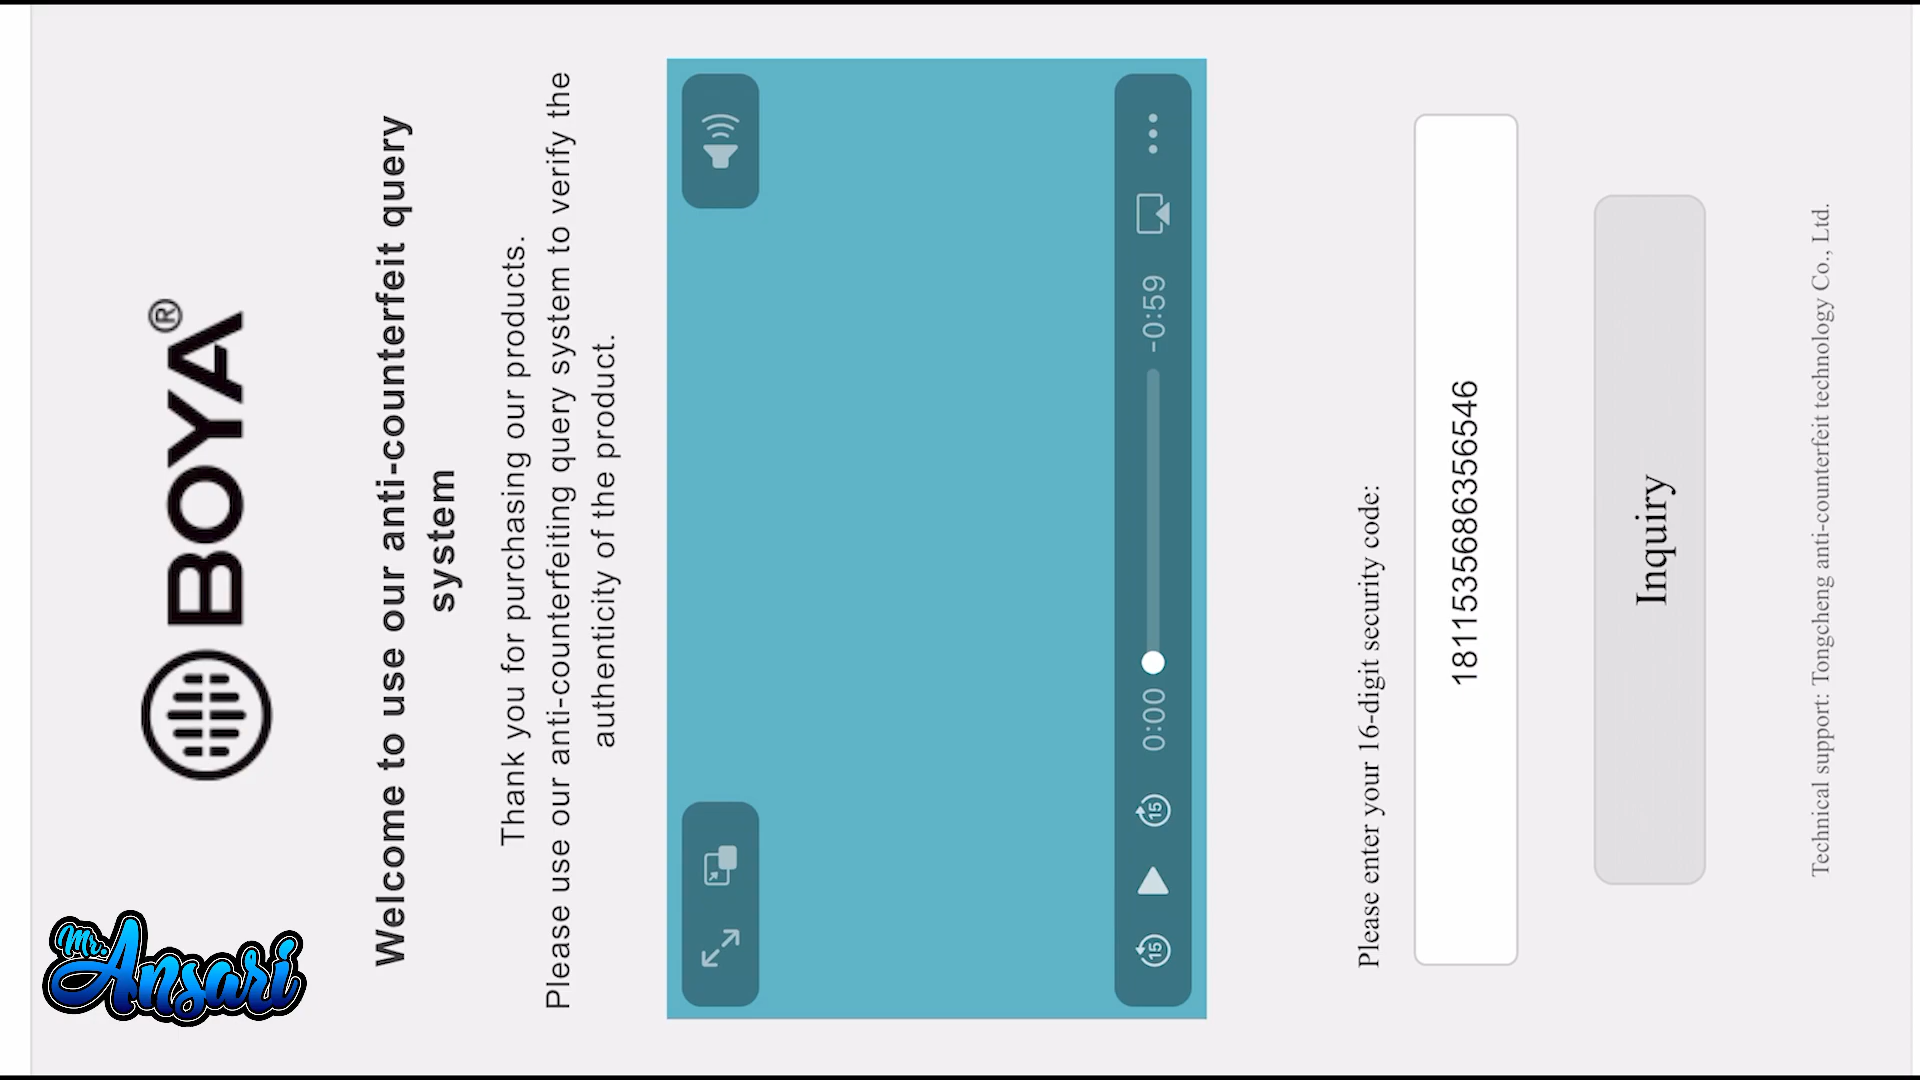 BOYA®
Welcome to use our anti-counterfeit query
system
Thank you for purchasing our products.
Please use our anti-counterfeiting query system to verify the
authenticity of the product.
15
15
0:00
-0:59
Please enter your 16-digit security code:
1811535686356546
Inquiry
Technical support: Tongcheng anti-counterfeit technology Co., Ltd.
Mr.
Ansari